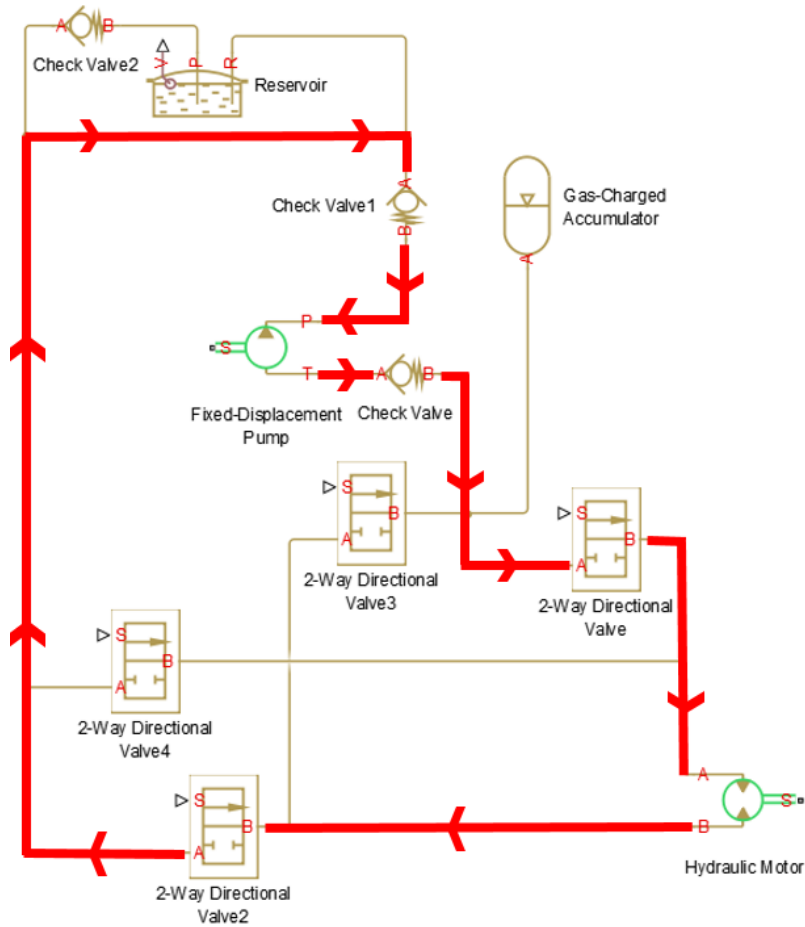 A
B
Check Valve2
V
P
R
Reservoir
A
Check Valve1
B
Gas-Charged
Accumulator
A
P
S
T
Fixed-Displacement
Pump
A
B
Check Valve
S
B
A
2-Way Directional
Valve3
S
B
A
2-Way Directional
Valve
S
B
A
2-Way Directional
Valve4
S
B
A
2-Way Directional
Valve2
A
S
B
Hydraulic Motor